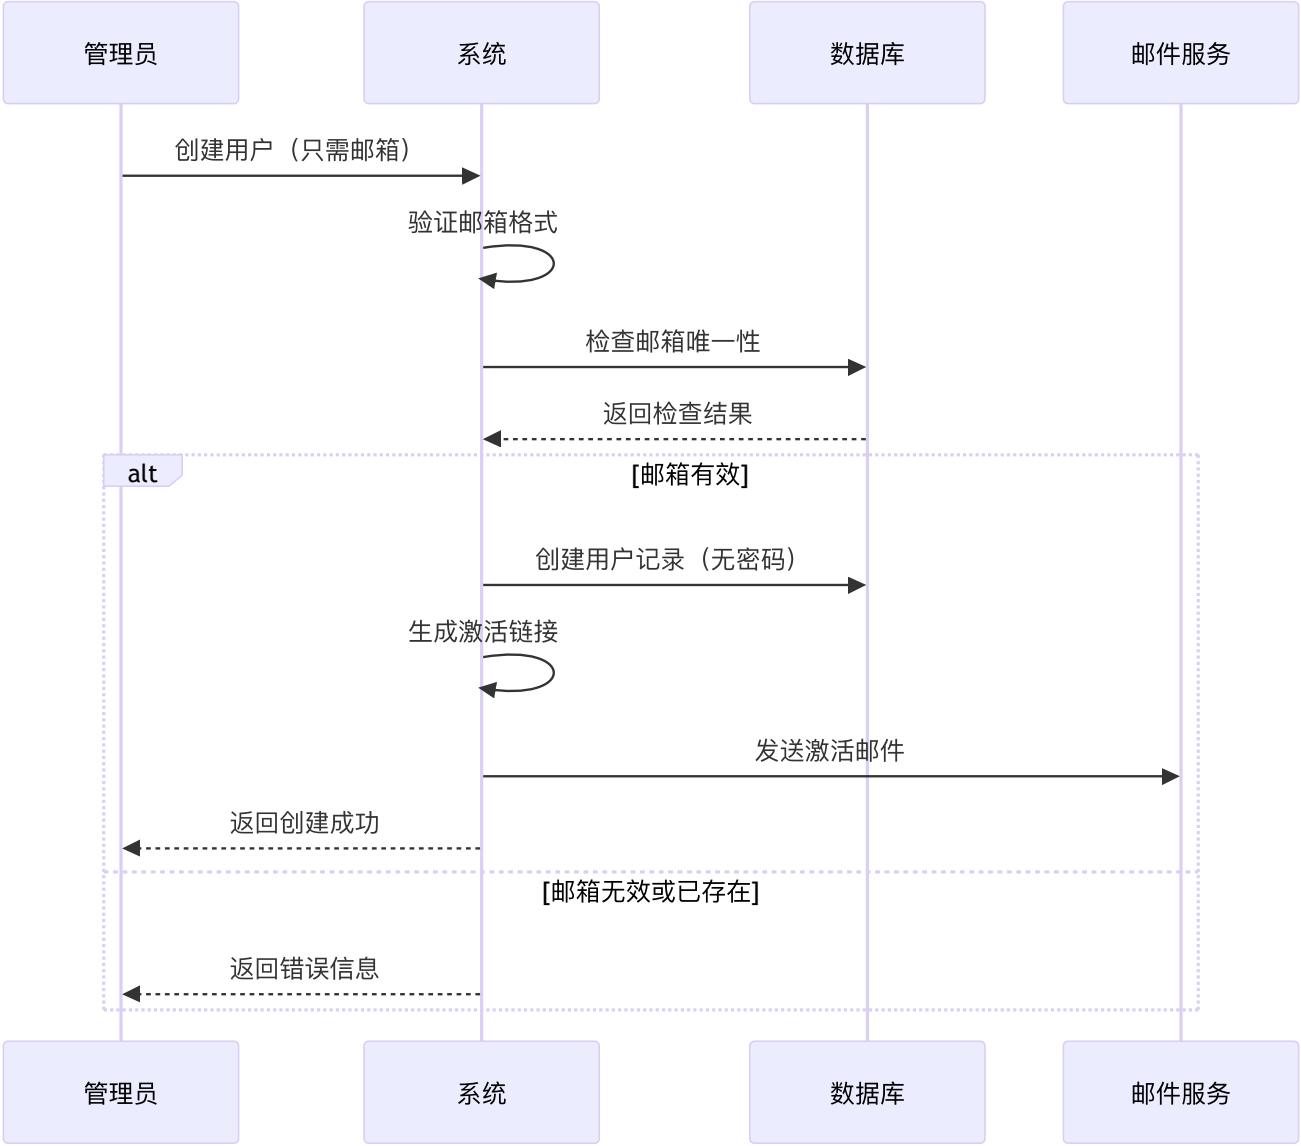 管理员
系统
数据库
邮件服务
创建用户（只需邮箱）
验证邮箱格式
检查邮箱唯一性
返回检查结果
alt
[邮箱有效]
创建用户记录（无密码）
生成激活链接
发送激活邮件
返回创建成功
[邮箱无效或已存在]
返回错误信息
管理员
系统
数据库
邮件服务